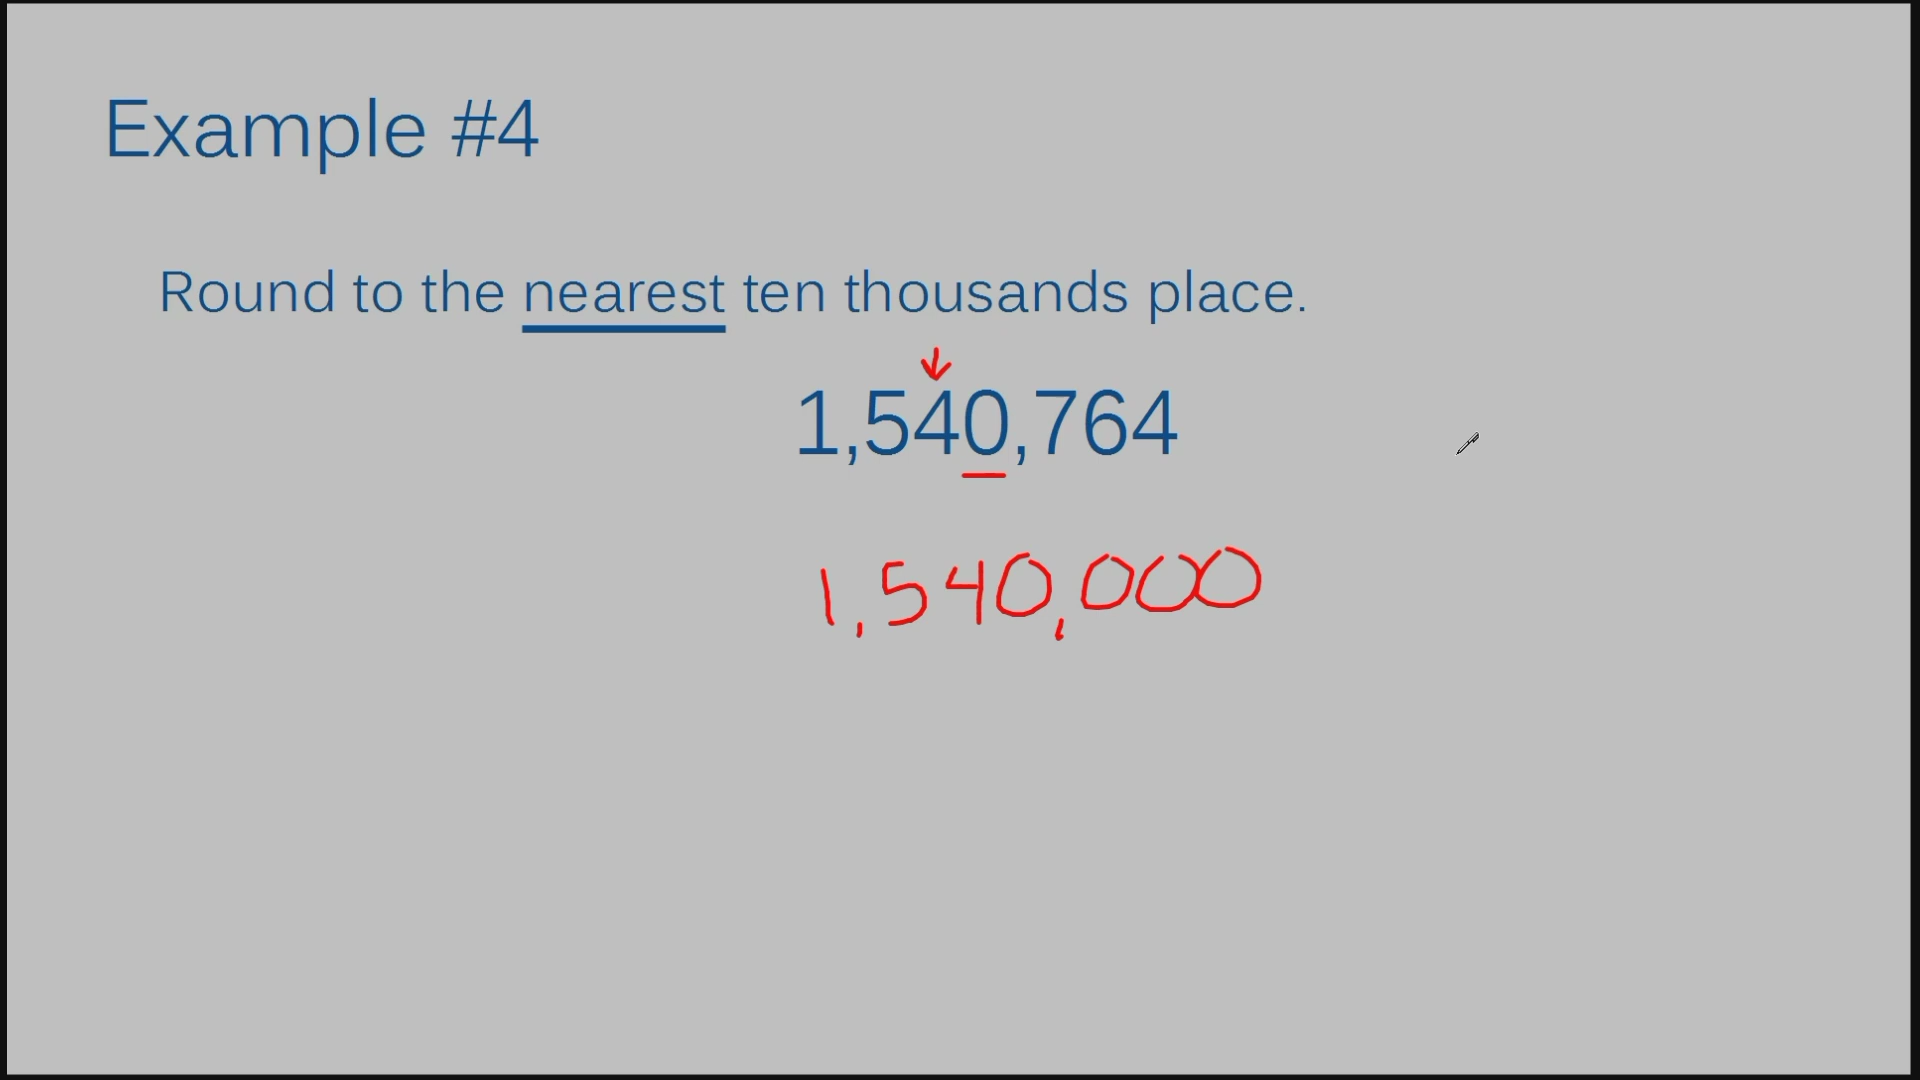 Example #4
Round to the nearest ten thousands place.
1,540,764
1,540,000